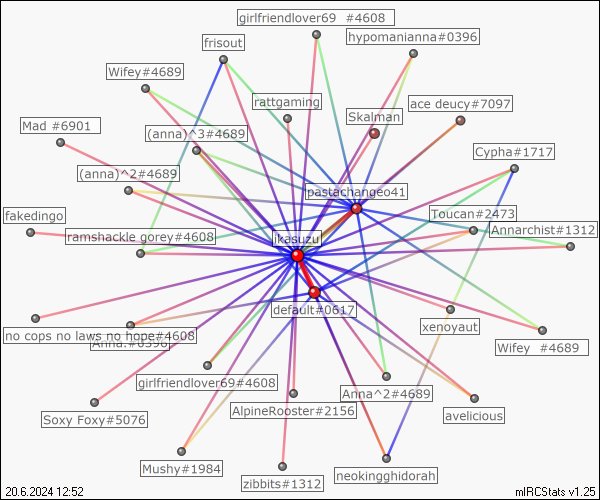 girlfriendlover69  #4608
hypomanianna#0396
frisout
Wifey#4689
rattgaming
ace deucy#7097
Skalman
Mad #6901
(anna)^3#4689
Cypha#1717
(anna)^2#4689
pastachangeo41
fakedingo
Toucan#2473
Annarchist#1312
ramshackle gorey#4608
ikasuzu
default#0617
no cops no laws no hope#4608
xenoyaut
Wifey  #4689
girlfriendlover69#4608
Anna^2#4689
AlpineRooster#2156
avelicious
Soxy Foxy#5076
Mushy#1984
zibbits#1312
neokingghidorah
20.6.2024 12:52
mIRCStats v1.25